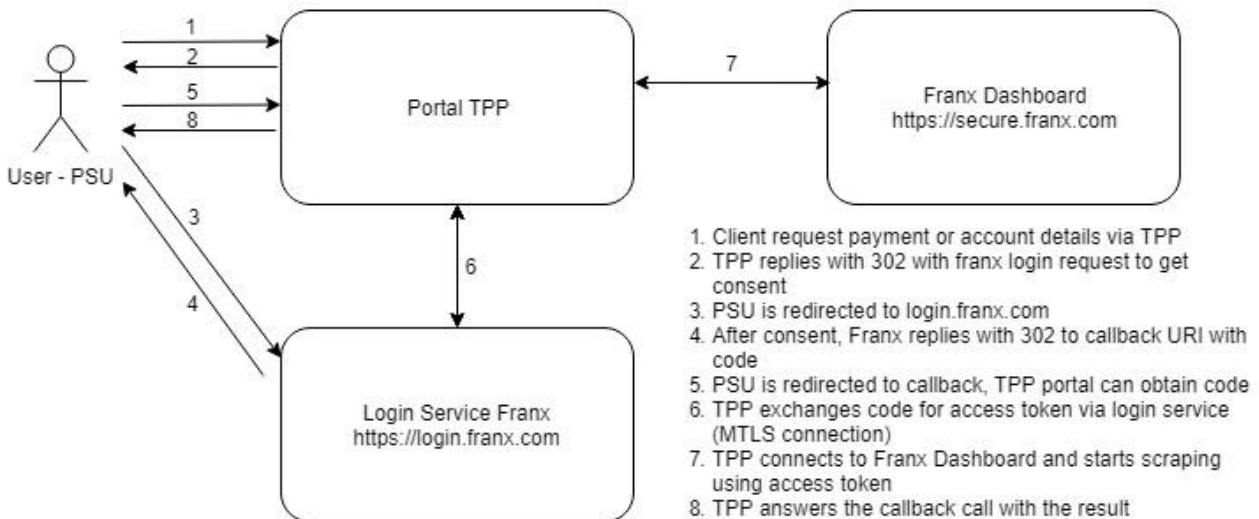 1
2
5
8
User - PSU
Portal TPP
7
Franx Dashboard
https://secure.franx.com
3
4
6
Login Service Franx
https://login.franx.com
1. Client request payment or account details via TPP
2. TPP replies with 302 with franx login request to get
consent
3. PSU is redirected to login.franx.com
4. After consent, Franx replies with 302 to callback URI with
code
5. PSU is redirected to callback, TPP portal can obtain code
6. TPP exchanges code for access token via login service
(MTLS connection)
7. TPP connects to Franx Dashboard and starts scraping
using access token
8. TPP answers the callback call with the result